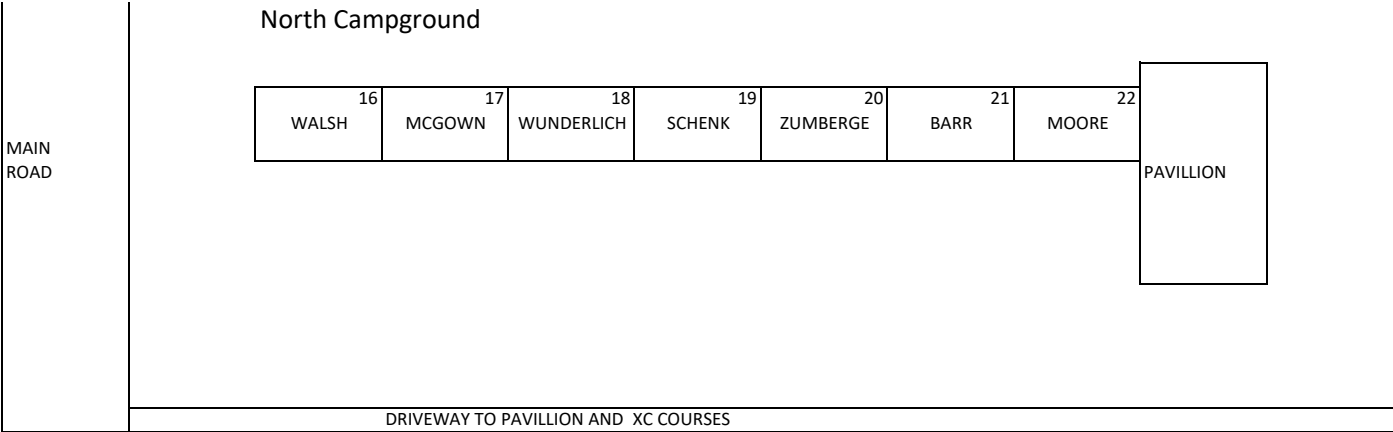 North Campground
16 17 18 19 20 21 22
WALSH MCGOWN WUNDERLICH SCHENK ZUMBERGE BARR MOORE
MAIN
ROAD
PAVILLION
DRIVEWAY TO PAVILLION AND XC COURSES